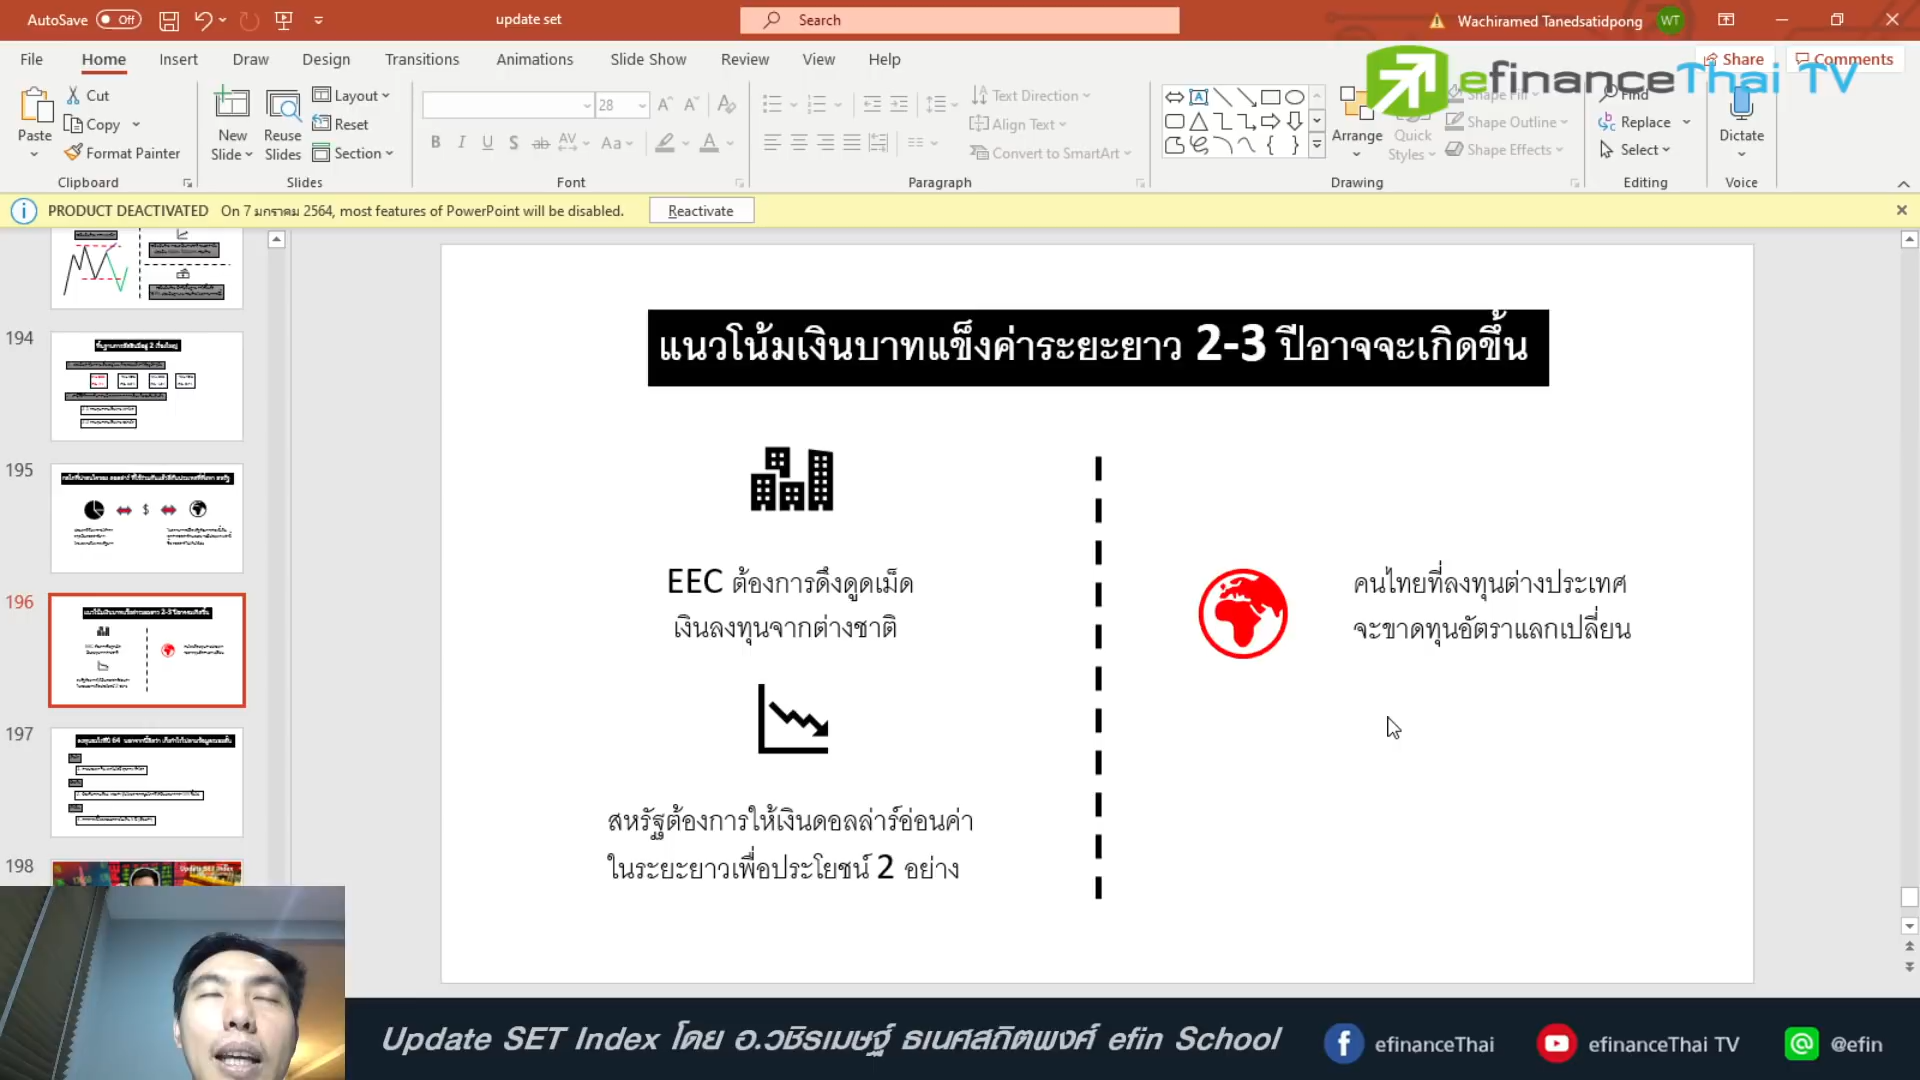 AutoSave Off
update set
Search
Wachiramed Tanedsatidpong WT
File Home Insert Draw Design Transitions Animations Slide Show Review View Help
Share Comments
efinanceThai TV
Paste
Cut
Copy
Format Painter
Clipboard
New Slide
Reuse Slides
Layout
Reset
Section
Slides
28
Font
Text Direction
Align Text
Convert to SmartArt
Paragraph
Arrange
Quick Styles
Shape Fill
Shape Outline
Shape Effects
Drawing
Find
Replace
Select
Editing
Dictate
Voice
PRODUCT DEACTIVATED On 7 มกราคม 2564, most features of PowerPoint will be disabled. Reactivate
194
195
196
197
198
แนวโน้มเงินบาทแข็งค่าระยะยาว 2-3 ปีอาจจะเกิดขึ้น
EEC ต้องการดึงดูดเม็ด
เงินลงทุนจากต่างชาติ
สหรัฐต้องการให้เงินดอลล่าร์อ่อนค่า
ในระยะยาวเพื่อประโยชน์ 2 อย่าง
คนไทยที่ลงทุนต่างประเทศ
จะขาดทุนอัตราแลกเปลี่ยน
Update SET Index โดย อ.วชิรเมษฐ์ ธเนศสถิตพงศ์ efin School
efinanceThai
efinanceThai TV
@efin